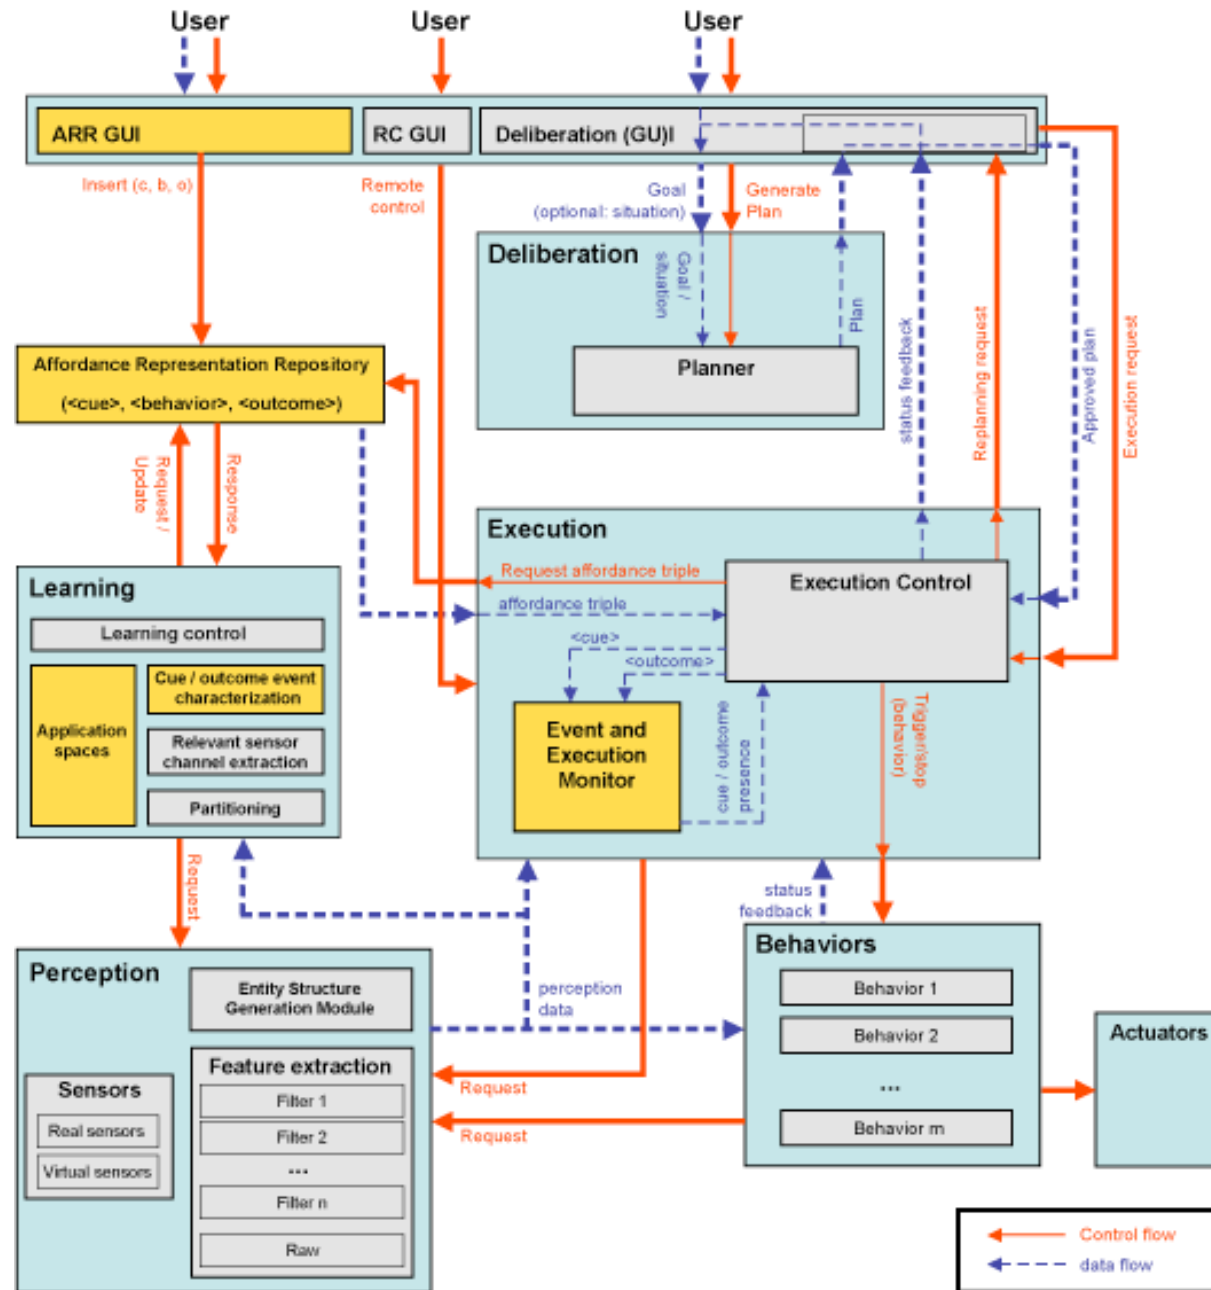 User
User
User
ARR GUI
RC GUI
Deliberation (GU)I
Insert (c, b, o)
Remote
control
Goal
(optional: situation)
Generate
Plan
Deliberation
Goal /
situation
Plan
Planner
status feedback
Replanning request
Approved plan
Execution request
Affordance Representation Repository
(<cue>, <behavior>, <outcome>)
Request /
Update
Response
Execution
Request affordance triple
affordance triple
Execution Control
<cue>
<outcome>
Event and
Execution
Monitor
cue / outcome
presence
Trigger/stop
(behavior)
Learning
Learning control
Application
spaces
Cue / outcome event
characterization
Relevant sensor
channel extraction
Partitioning
Request
status
feedback
Perception
Entity Structure
Generation Module
perception
data
Feature extraction
Filter 1
Filter 2
...
Filter n
Raw
Sensors
Real sensors
Virtual sensors
Request
Request
Behaviors
Behavior 1
Behavior 2
...
Behavior m
Actuators
Control flow
data flow